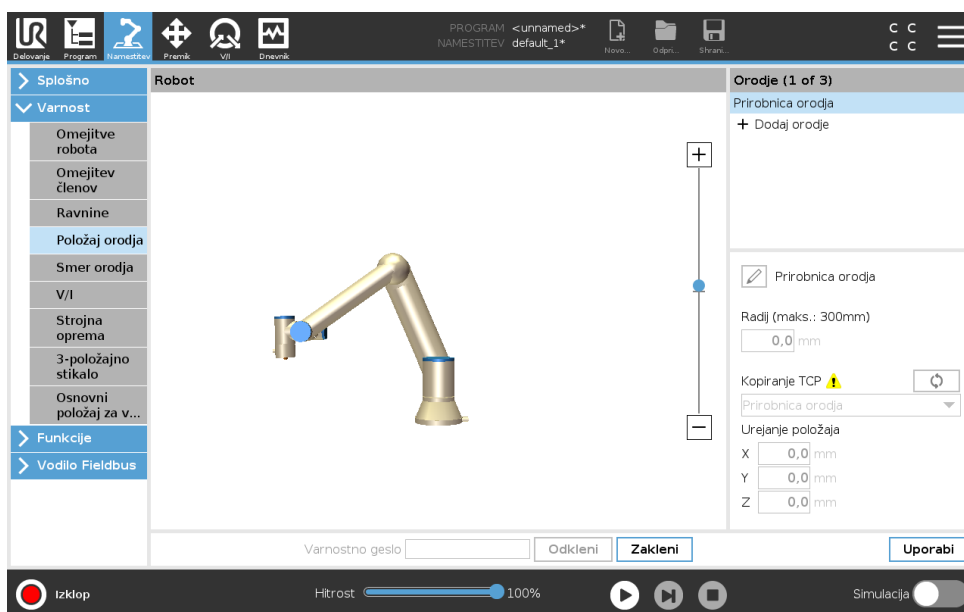 UR
Delovanje
Program
Namestitev
Premik
V/I
Dnevnik
PROGRAM <unnamed>*
NAMESTITEV default_1*
Novo...
Odpri...
Shrani...
C C
C C
Splošno
Varnost
Omejitve
robota
Omejitev
členov
Ravnine
Položaj orodja
Smer orodja
V/I
Strojna
oprema
3-položajno
stikalo
Osnovni
položaj za v...
Funkcije
Vodilo Fieldbus
Robot
Orodje (1 of 3)
Prirobnica orodja
+ Dodaj orodje
Prirobnica orodja
Radij (maks.: 300mm)
0,0 mm
Kopiranje TCP
Prirobnica orodja
Urejanje položaja
X 0,0 mm
Y 0,0 mm
Z 0,0 mm
Varnostno geslo
Odkleni
Zakleni
Uporabi
Izklop
Hitrost
100%
Simulacija